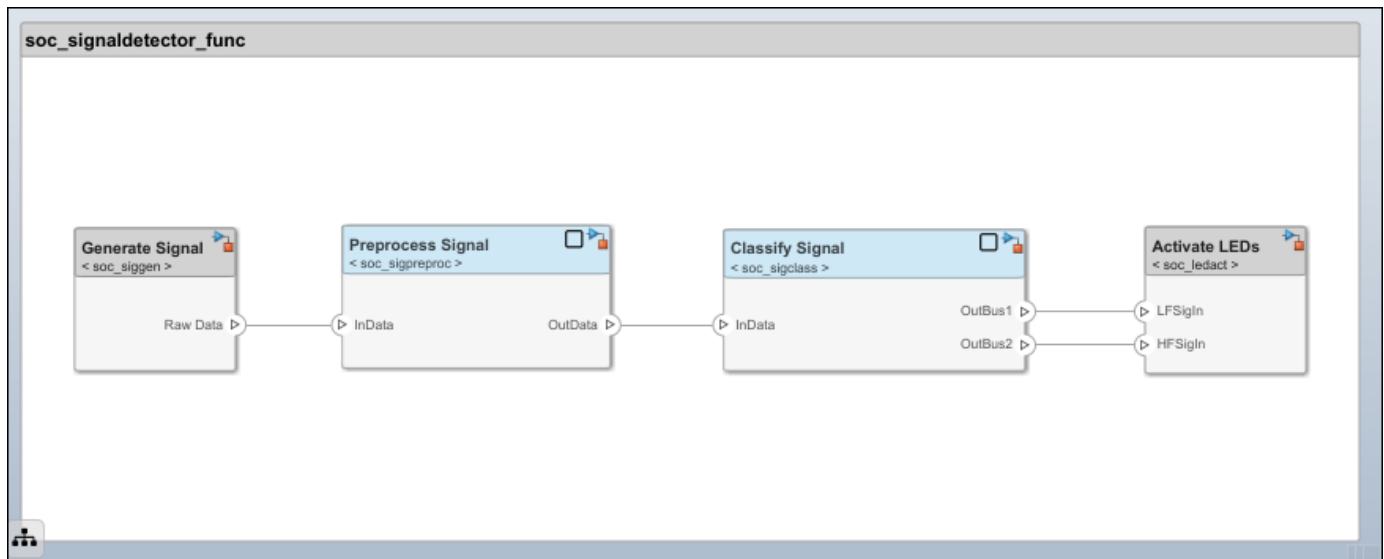 soc_signaldetector_func
Generate Signal
< soc_siggen >
Raw Data
Preprocess Signal
< soc_sigpreproc >
InData
OutData
Classify Signal
< soc_sigclass >
InData
OutBus1
OutBus2
Activate LEDs
< soc_ledact >
LFSigIn
HFSigIn